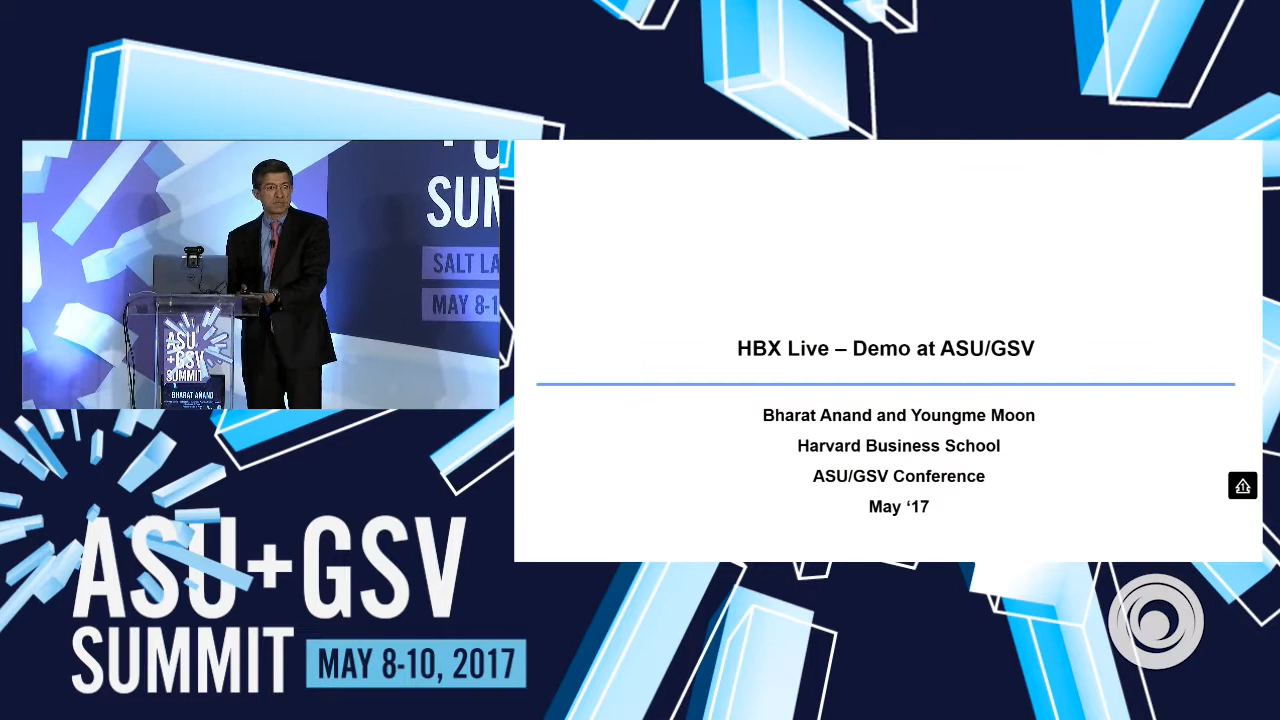 SUM
SALT LA
MAY 8-1
ASU
+GSV
SUMMIT
BHARAT ANAND
HBX Live – Demo at ASU/GSV
Bharat Anand and Youngme Moon
Harvard Business School
ASU/GSV Conference
May ‘17
ASU+GSV
SUMMIT
MAY 8-10, 2017